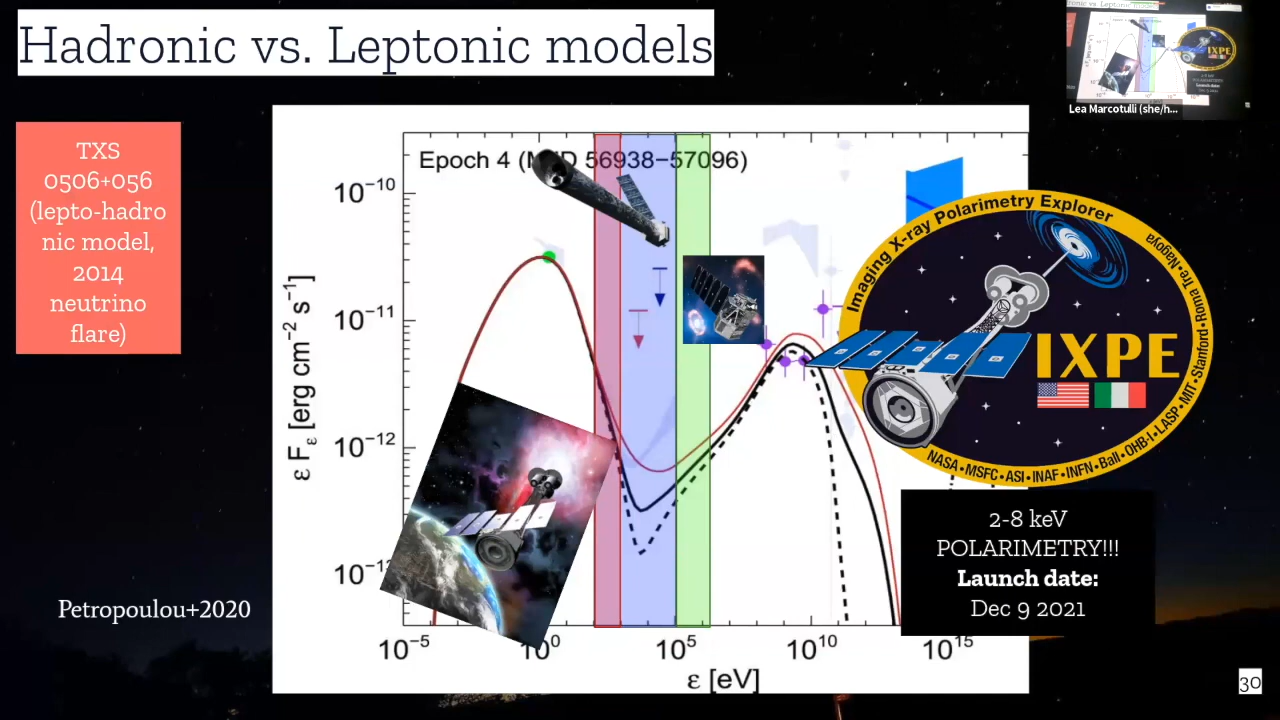 Hadronic vs. Leptonic models
IXPE
Lea Marcotulli (she/h...
TXS
0506+056
(lepto-hadro
nic model,
2014
neutrino
flare)
Epoch 4 (MJD 56938−57096)
10⁻¹⁰
10⁻¹¹
10⁻¹²
ε Fε [erg cm⁻² s⁻¹]
10⁻⁵
10⁰
10⁵
10¹⁰
10¹⁵
ε [eV]
Imaging X-ray Polarimetry Explorer
IXPE
NASA•MSFC•ASI•INAF•INFN•Ball•OHB-I•LASP•MIT•Stanford•Roma Tre•Nagoya
2-8 keV
POLARIMETRY!!!
Launch date:
Dec 9 2021
Petropoulou+2020
30